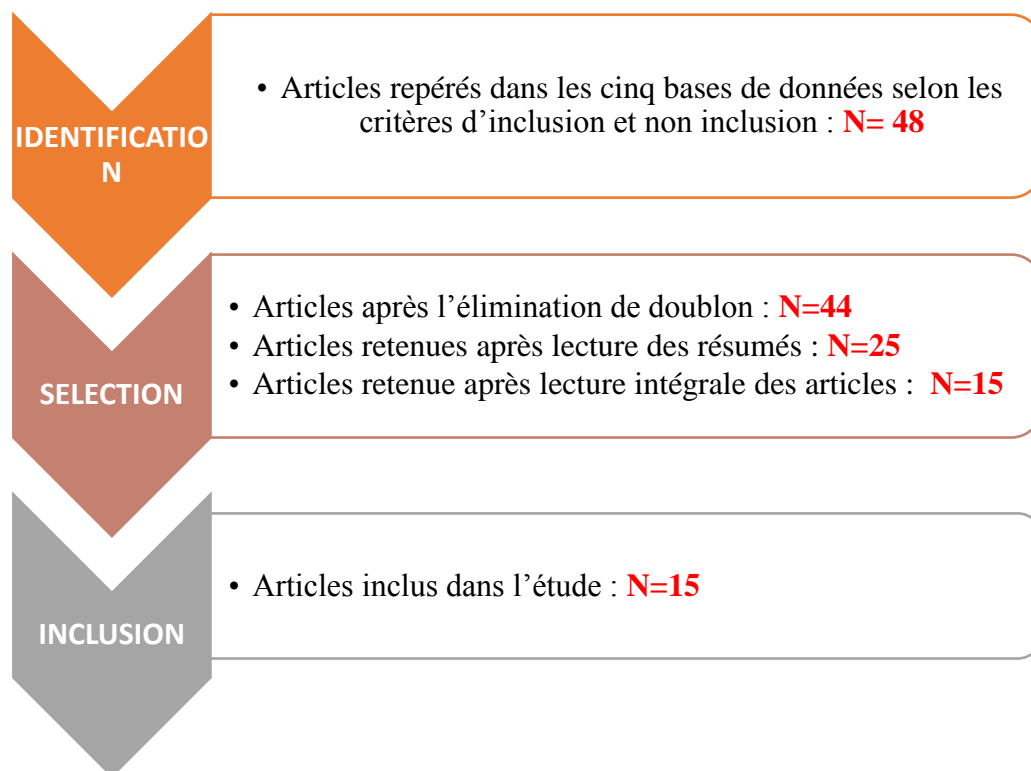 IDENTIFICATIO
N
• Articles repérés dans les cinq bases de données selon les
critères d’inclusion et non inclusion : N= 48
SELECTION
• Articles après l’élimination de doublon : N=44
• Articles retenues après lecture des résumés : N=25
• Articles retenue après lecture intégrale des articles : N=15
INCLUSION
• Articles inclus dans l’étude : N=15